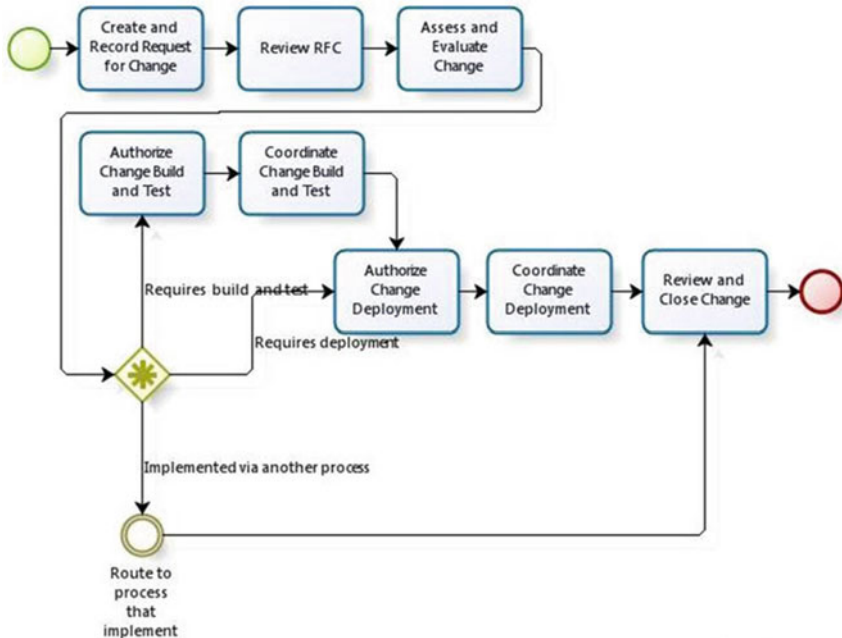 Create and
Record Request
for Change
Review RFC
Assess and
Evaluate
Change
Authorize
Change Build
and Test
Coordinate
Change Build
and Test
Authorize
Change
Deployment
Coordinate
Change
Deployment
Review and
Close Change
Requires build and test
Requires deployment
Implemented via another process
Route to
process
that
implement